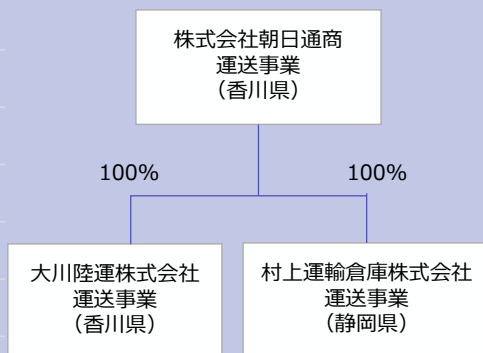 株式会社朝日通商
運送事業
（香川県）
100%
100%
大川陸運株式会社
運送事業
（香川県）
村上運輸倉庫株式会社
運送事業
（静岡県）